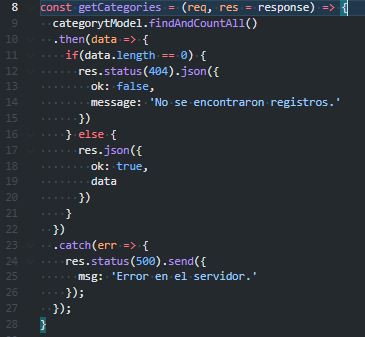 8 const getCategories = (req, res = response) => {
9 categorytModel.findAndCountAll()
10 .then(data => {
11 if(data.length == 0) {
12 res.status(404).json({
13 ok: false,
14 message: 'No se encontraron registros.'
15 })
16 } else {
17 res.json({
18 ok: true,
19 data
20 })
21 }
22 })
23 .catch(err => {
24 res.status(500).send({
25 msg: 'Error en el servidor.'
26 });
27 });
28 }